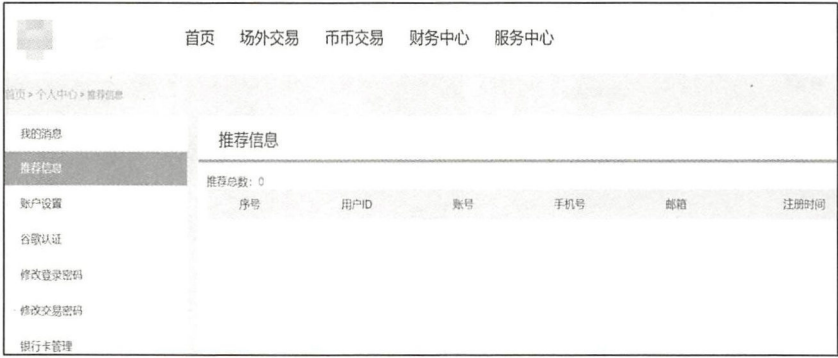 首页 场外交易 币币交易 财务中心 服务中心
首页 > 个人中心 > 推荐信息
我的消息
推荐信息
账户设置
谷歌认证
修改登录密码
修改交易密码
银行卡管理
推荐信息
推荐总数：0
序号 用户ID 账号 手机号 邮箱 注册时间